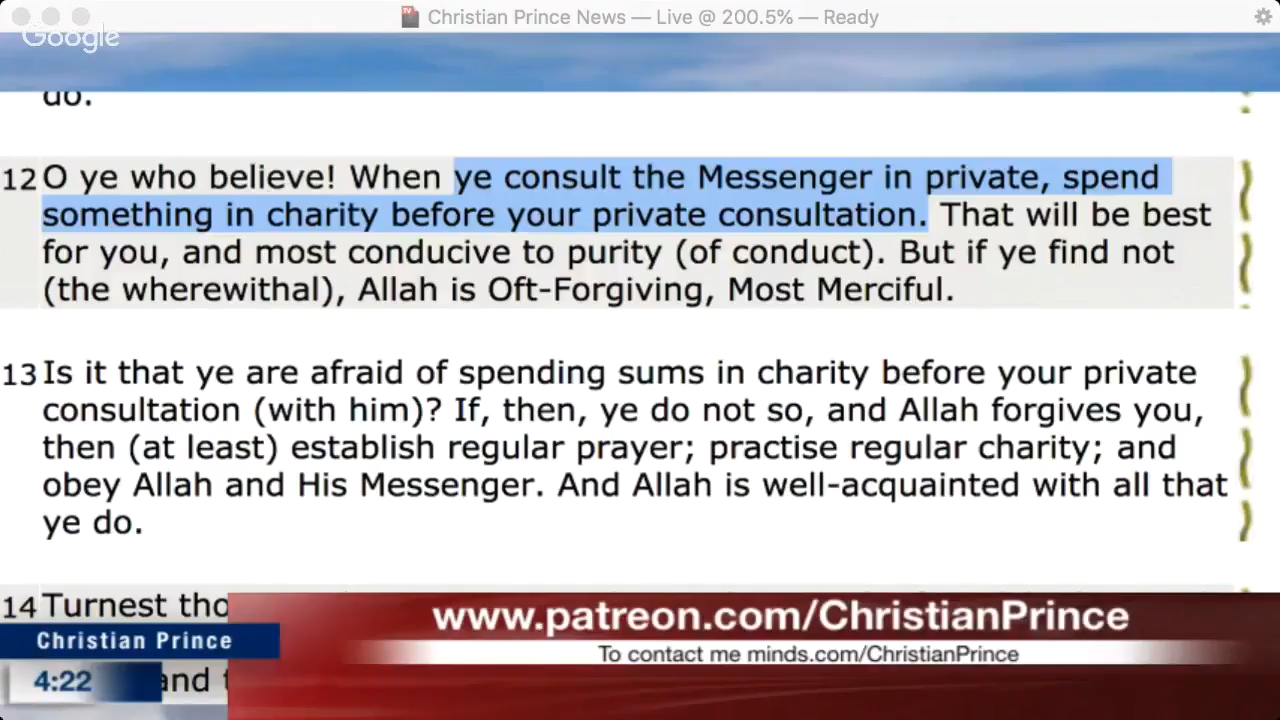 Christian Prince News — Live @ 200.5% — Ready
Google
do.
12 O ye who believe! When ye consult the Messenger in private, spend
something in charity before your private consultation. That will be best
for you, and most conducive to purity (of conduct). But if ye find not
(the wherewithal), Allah is Oft-Forgiving, Most Merciful.
13 Is it that ye are afraid of spending sums in charity before your private
consultation (with him)? If, then, ye do not so, and Allah forgives you,
then (at least) establish regular prayer; practise regular charity; and
obey Allah and His Messenger. And Allah is well-acquainted with all that
ye do.
14 Turnest
www.patreon.com/ChristianPrince
Christian Prince
To contact me minds.com/ChristianPrince
4:22
and